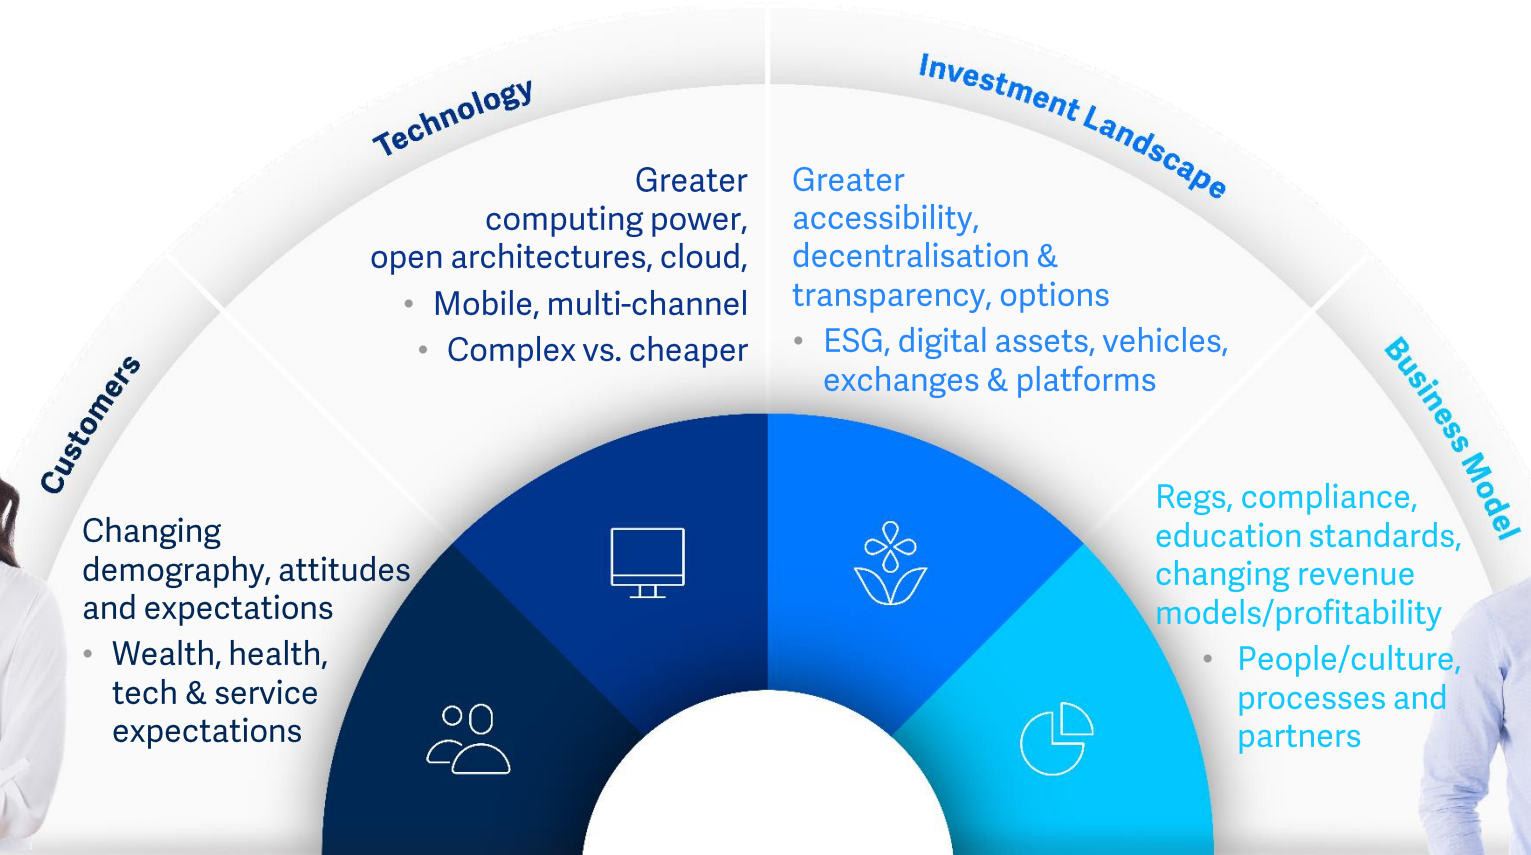 Technology
Greater
computing power,
open architectures, cloud,
• Mobile, multi-channel
• Complex vs. cheaper
Investment Landscape
Greater
accessibility,
decentralisation &
transparency, options
• ESG, digital assets, vehicles,
exchanges & platforms
Customers
Changing
demography, attitudes
and expectations
• Wealth, health,
tech & service
expectations
Business Model
Regs, compliance,
education standards,
changing revenue
models/profitability
• People/culture,
processes and
partners